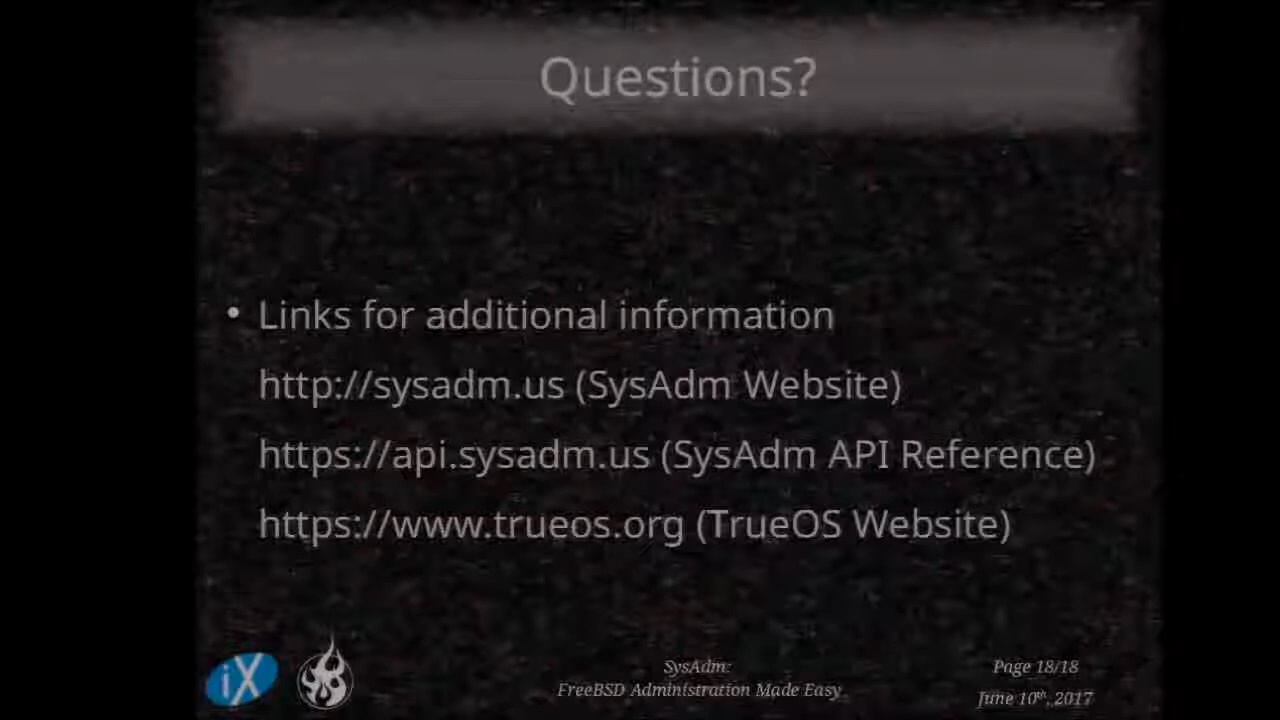 Questions?
• Links for additional information
http://sysadm.us (SysAdm Website)
https://api.sysadm.us (SysAdm API Reference)
https://www.trueos.org (TrueOS Website)
iX
SysAdm:
FreeBSD Administration Made Easy
Page 18/18
June 10th, 2017